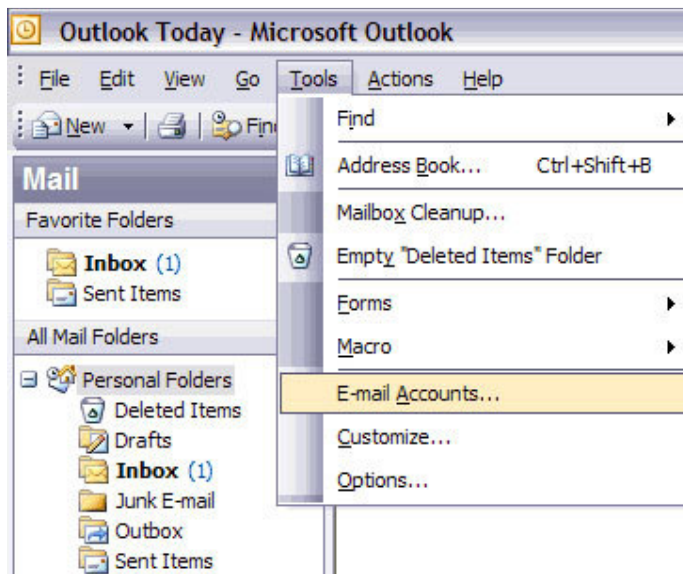 Outlook Today - Microsoft Outlook
File Edit View Go Tools Actions Help
New Fin
Find
Address Book... Ctrl+Shift+B
Mailbox Cleanup...
Empty "Deleted Items" Folder
Forms
Macro
E-mail Accounts...
Customize...
Options...
Mail
Favorite Folders
Inbox (1)
Sent Items
All Mail Folders
Personal Folders
Deleted Items
Drafts
Inbox (1)
Junk E-mail
Outbox
Sent Items